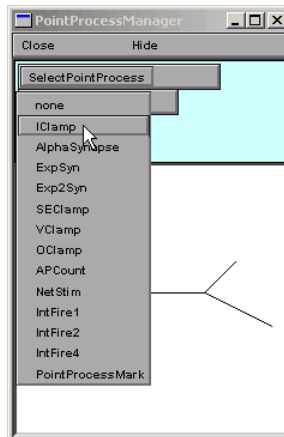 PointProcessManager
Close Hide
SelectPointProcess
none
IClamp
AlphaSynapse
ExpSyn
Exp2Syn
SEClamp
VClamp
OClamp
APCount
NetStim
IntFire1
IntFire2
IntFire4
PointProcessMark